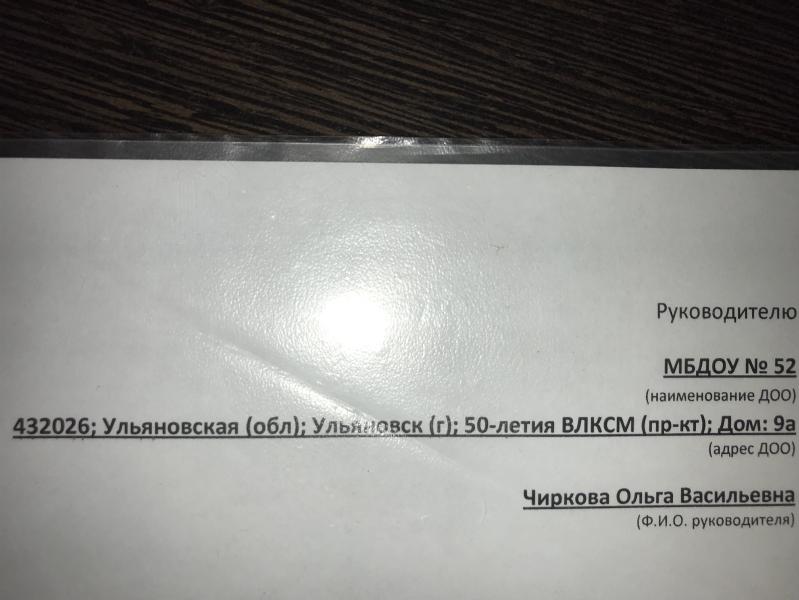 Руководителю
МБДОУ № 52
(наименование ДОО)
432026; Ульяновская (обл); Ульяновск (г); 50-летия ВЛКСМ (пр-кт); Дом: 9а
(адрес ДОО)
Чиркова Ольга Васильевна
(Ф.И.О. руководителя)